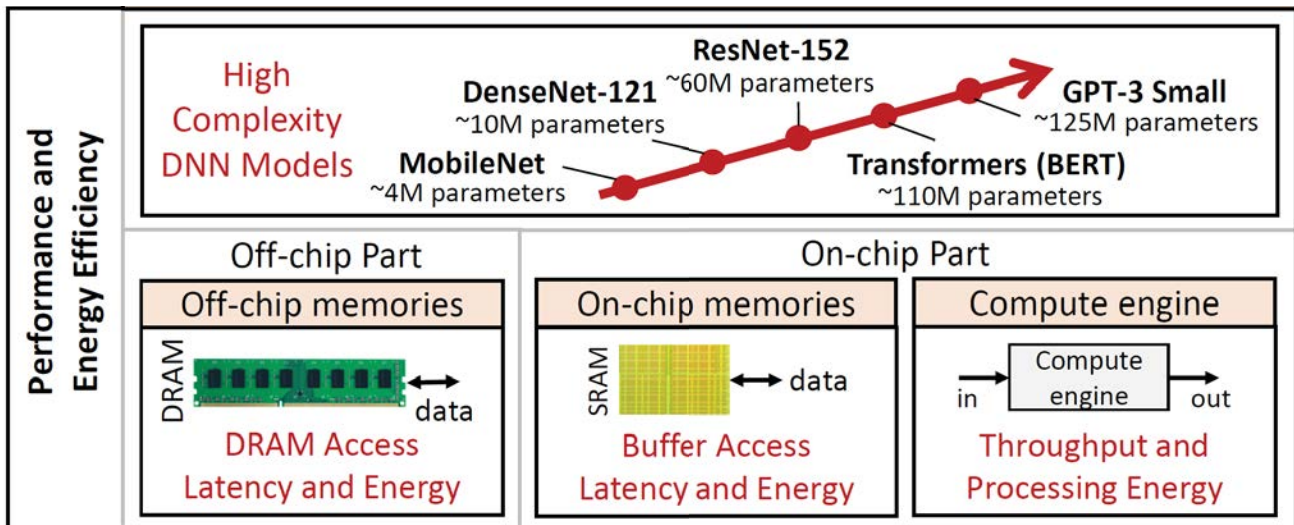 Performance and
Energy Efficiency
High
Complexity
DNN Models
MobileNet
~4M parameters
DenseNet-121
~10M parameters
ResNet-152
~60M parameters
Transformers (BERT)
~110M parameters
GPT-3 Small
~125M parameters
Off-chip Part
Off-chip memories
DRAM
data
DRAM Access
Latency and Energy
On-chip Part
On-chip memories
SRAM
data
Buffer Access
Latency and Energy
Compute engine
in
Compute
engine
out
Throughput and
Processing Energy